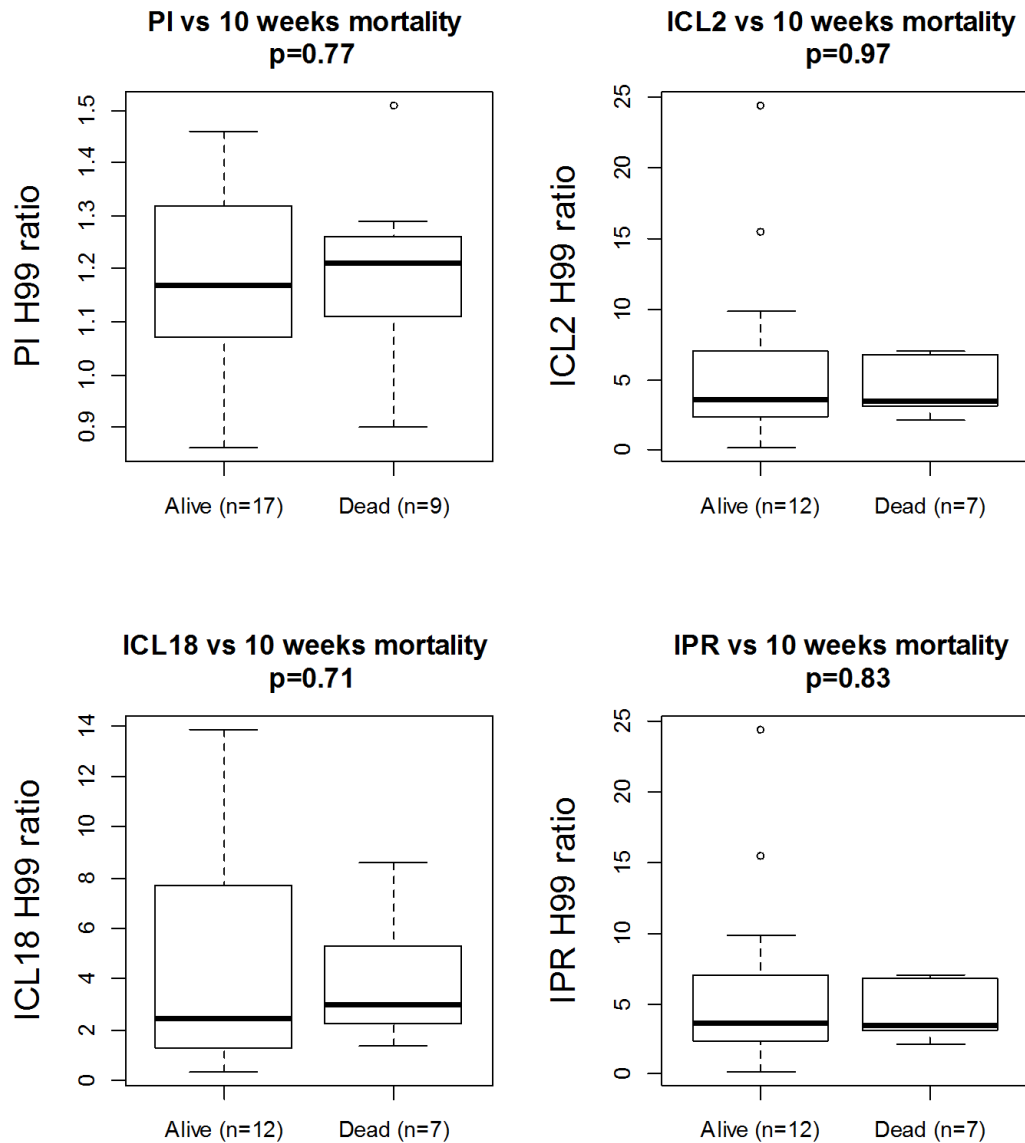 PI vs 10 weeks mortality
p=0.77
PI H99 ratio
1.5
1.4
1.3
1.2
1.1
1.0
0.9
Alive (n=17) Dead (n=9)
ICL2 vs 10 weeks mortality
p=0.97
ICL2 H99 ratio
25
20
15
10
5
0
Alive (n=12) Dead (n=7)
ICL18 vs 10 weeks mortality
p=0.71
ICL18 H99 ratio
14
12
10
8
6
4
2
0
Alive (n=12) Dead (n=7)
IPR vs 10 weeks mortality
p=0.83
IPR H99 ratio
25
20
15
10
5
0
Alive (n=12) Dead (n=7)